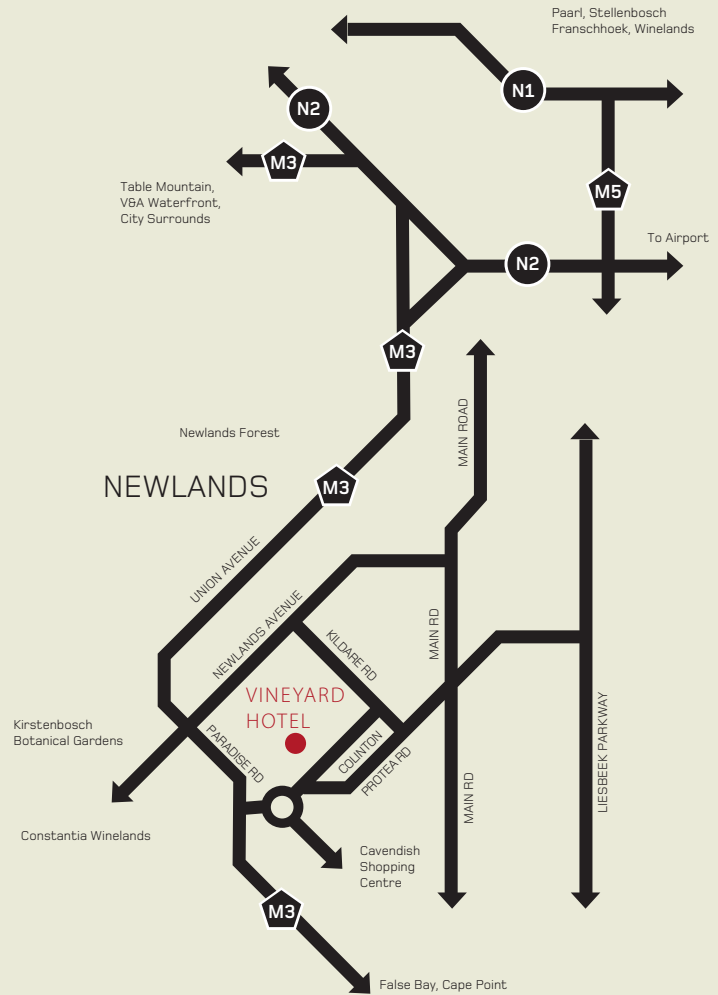 Paarl, Stellenbosch
Franschhoek, Winelands
N1
N2
M3
Table Mountain,
V&A Waterfront,
City Surrounds
M5
To Airport
N2
M3
MAIN ROAD
Newlands Forest
NEWLANDS
M3
UNION AVENUE
NEWLANDS AVENUE
KILDARE RD
MAIN RD
VINEYARD
HOTEL
Kirstenbosch
Botanical Gardens
PARADISE RD
COLINTON
PROTEA RD
MAIN RD
LIESBEEK PARKWAY
Constantia Winelands
Cavendish
Shopping
Centre
M3
False Bay, Cape Point